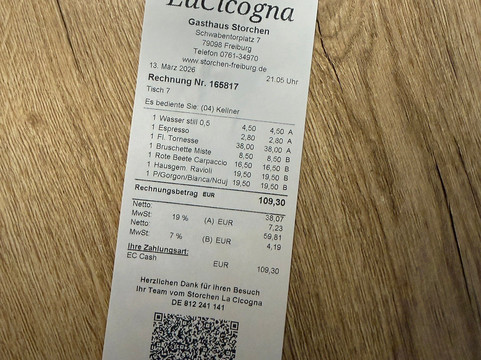 LaCicogna
Gasthaus Storchen
Schwabentorplatz 7
79098 Freiburg
Telefon 0761-34970
www.storchen-freiburg.de
13. März 2026 21.05 Uhr
Rechnung Nr. 165817
Tisch 7
Es bediente Sie: (04) Kellner
1 Wasser still 0,5 4,50 4,50 A
1 Espresso 2,80 2,80 A
1 Fl. Tornesse 38,00 38,00 A
1 Bruschette Miste 8,50 8,50 B
1 Rote Beete Carpaccio 16,50 16,50 B
1 Hausgem. Ravioli 19,50 19,50 B
1 P/Gorgon/Bianca/Nduj 19,50 19,50 B
Rechnungsbetrag EUR 109,30
Netto: 38,07
MwSt: 19 % (A) EUR 7,23
Netto: 59,81
MwSt: 7 % (B) EUR 4,19
Ihre Zahlungsart:
EC Cash EUR 109,30
Herzlichen Dank für Ihren Besuch
Ihr Team vom Storchen La Cicogna
DE 812 241 141